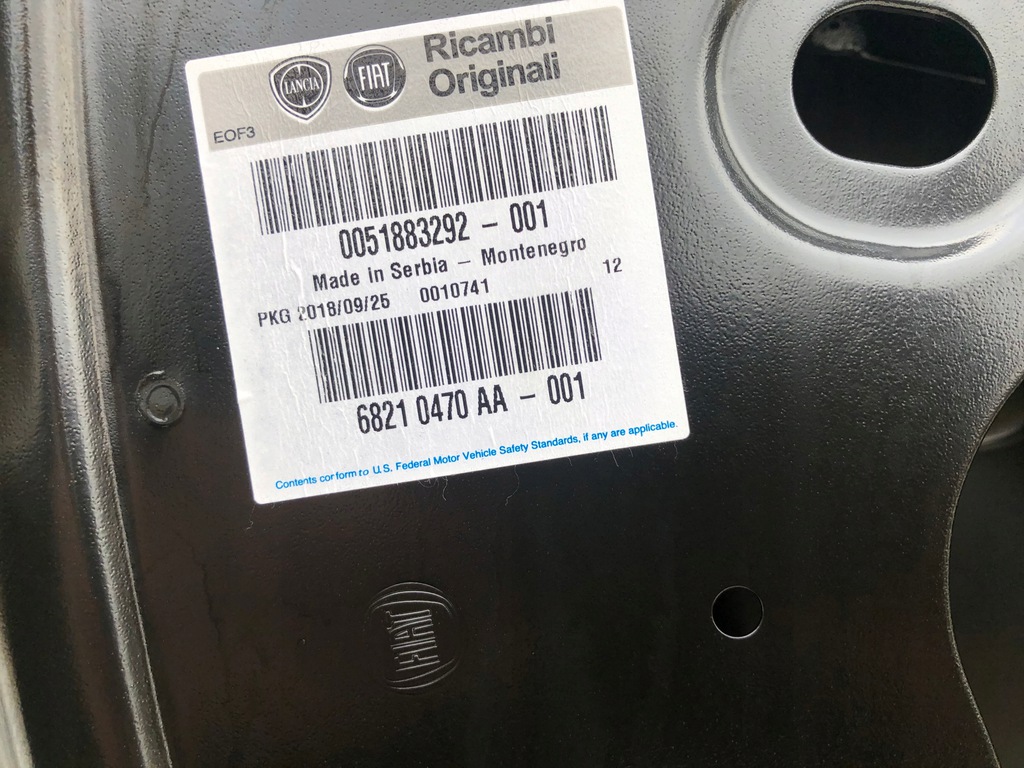 LANCIA FIAT Ricambi
Originali
EOF3
0051883292 - 001
Made in Serbia - Montenegro
12
PKG 2018/09/25 0010741
6821 0470 AA - 001
Contents conform to U.S. Federal Motor Vehicle Safety Standards, if any are applicable.
FIAT